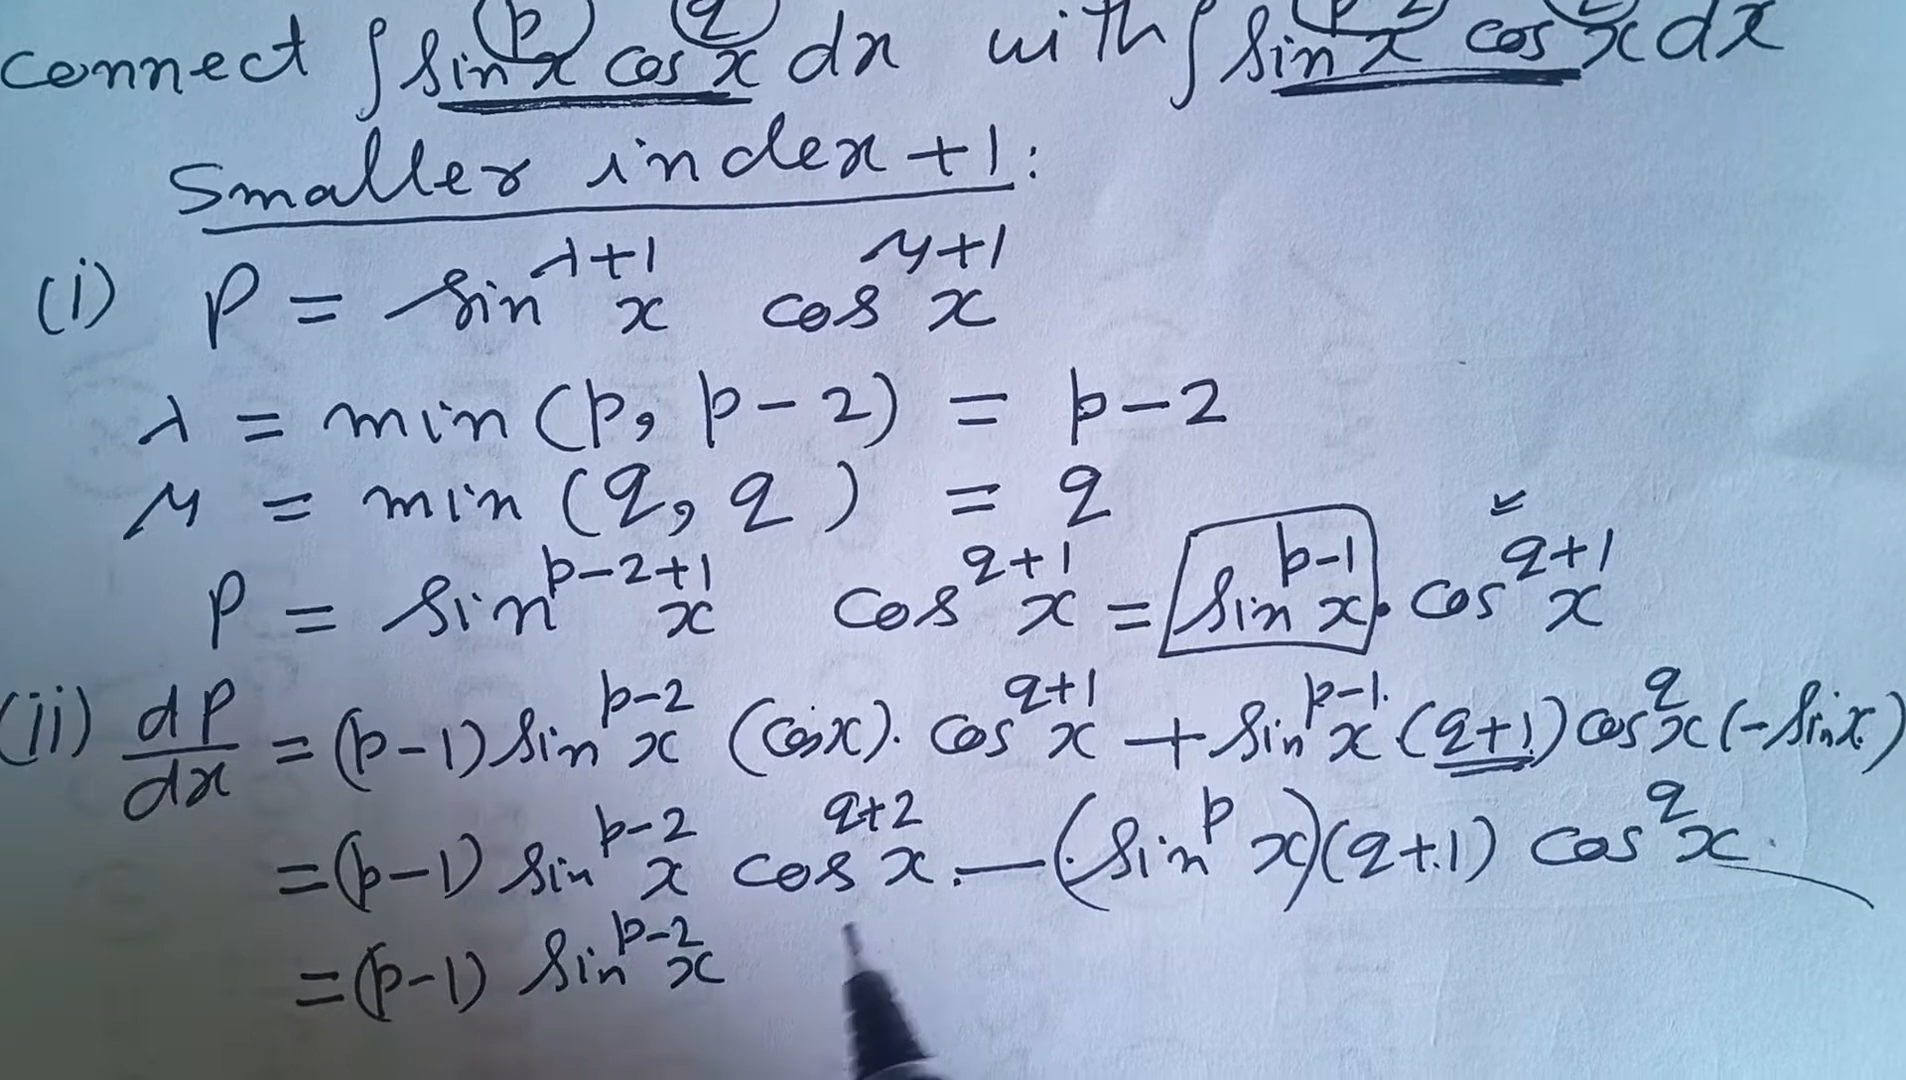 connect ∫ sin^p x cos^q x dx with ∫ sin^{p-2} x cos^q x dx
Smaller index +1:
(i) P = sin^{λ+1} x cos^{μ+1} x
λ = min (p, p-2) = p-2
μ = min (q, q) = q
P = sin^{p-2+1} x cos^{q+1} x = sin^{p-1} x . cos^{q+1} x
(ii) dP/dx = (p-1) sin^{p-2} x (cos x). cos^{q+1} x + sin^{p-1} x (q+1) cos^q x (-sin x)
= (p-1) sin^{p-2} x cos^{q+2} x - (sin^p x)(q+1) cos^q x
= (p-1) sin^{p-2} x